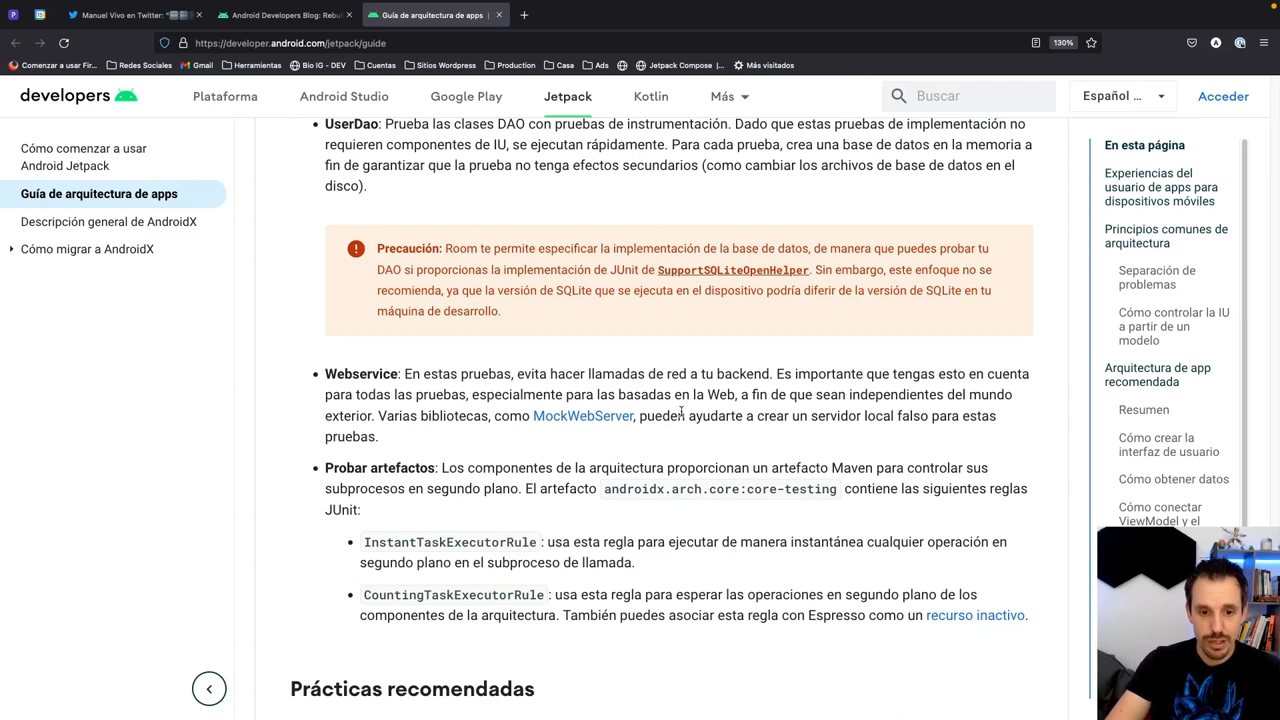 Manuel Vivo en Twitter: "
Android Developers Blog: Rebu
Guía de arquitectura de apps
https://developer.android.com/jetpack/guide
130%
Comenzar a usar Fir...
Redes Sociales
Gmail
Herramientas
Bio IG - DEV
Cuentas
Sitios Wordpress
Production
Casa
Ads
Jetpack Compose |...
Más visitados
developers
Plataforma
Android Studio
Google Play
Jetpack
Kotlin
Más
Buscar
Español ...
Acceder
Cómo comenzar a usar
Android Jetpack
Guía de arquitectura de apps
Descripción general de AndroidX
Cómo migrar a AndroidX
UserDao: Prueba las clases DAO con pruebas de instrumentación. Dado que estas pruebas de implementación no
requieren componentes de IU, se ejecutan rápidamente. Para cada prueba, crea una base de datos en la memoria a
fin de garantizar que la prueba no tenga efectos secundarios (como cambiar los archivos de base de datos en el
disco).
Precaución: Room te permite especificar la implementación de la base de datos, de manera que puedes probar tu
DAO si proporcionas la implementación de JUnit de SupportSQLiteOpenHelper. Sin embargo, este enfoque no se
recomienda, ya que la versión de SQLite que se ejecuta en el dispositivo podría diferir de la versión de SQLite en tu
máquina de desarrollo.
Webservice: En estas pruebas, evita hacer llamadas de red a tu backend. Es importante que tengas esto en cuenta
para todas las pruebas, especialmente para las basadas en la Web, a fin de que sean independientes del mundo
exterior. Varias bibliotecas, como MockWebServer, pueden ayudarte a crear un servidor local falso para estas
pruebas.
Probar artefactos: Los componentes de la arquitectura proporcionan un artefacto Maven para controlar sus
subprocesos en segundo plano. El artefacto androidx.arch.core:core-testing contiene las siguientes reglas
JUnit:
InstantTaskExecutorRule: usa esta regla para ejecutar de manera instantánea cualquier operación en
segundo plano en el subproceso de llamada.
CountingTaskExecutorRule: usa esta regla para esperar las operaciones en segundo plano de los
componentes de la arquitectura. También puedes asociar esta regla con Espresso como un recurso inactivo.
Prácticas recomendadas
En esta página
Experiencias del
usuario de apps para
dispositivos móviles
Principios comunes de
arquitectura
Separación de
problemas
Cómo controlar la IU
a partir de un
modelo
Arquitectura de app
recomendada
Resumen
Cómo crear la
interfaz de usuario
Cómo obtener datos
Cómo conectar
ViewModel y el